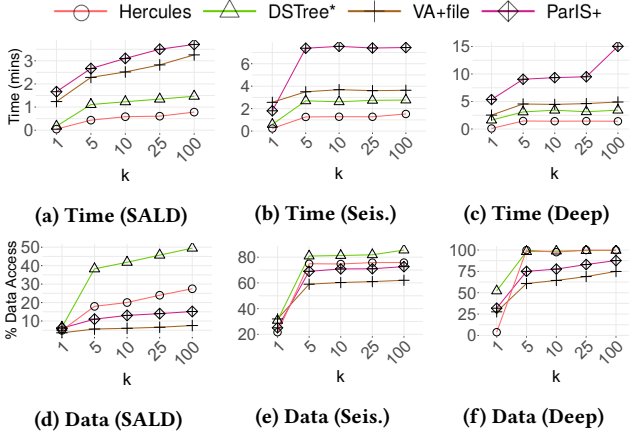 Hercules DSTree* VA+file ParIS+
Time (mins)
3
2
1
0
1 5 10 25 100
k
6
4
2
0
1 5 10 25 100
k
15
10
5
0
1 5 10 25 100
k
(a) Time (SALD) (b) Time (Seis.) (c) Time (Deep)
% Data Access
50
40
30
20
10
1 5 10 25 100
k
80
60
40
20
1 5 10 25 100
k
100
75
50
25
0
1 5 10 25 100
k
(d) Data (SALD) (e) Data (Seis.) (f) Data (Deep)